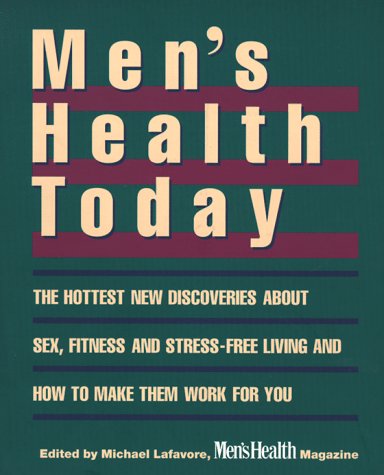 Men's
Health
Today
THE HOTTEST NEW DISCOVERIES ABOUT
SEX, FITNESS AND STRESS-FREE LIVING AND
HOW TO MAKE THEM WORK FOR YOU
Edited by Michael Lafavore, Men'sHealth Magazine